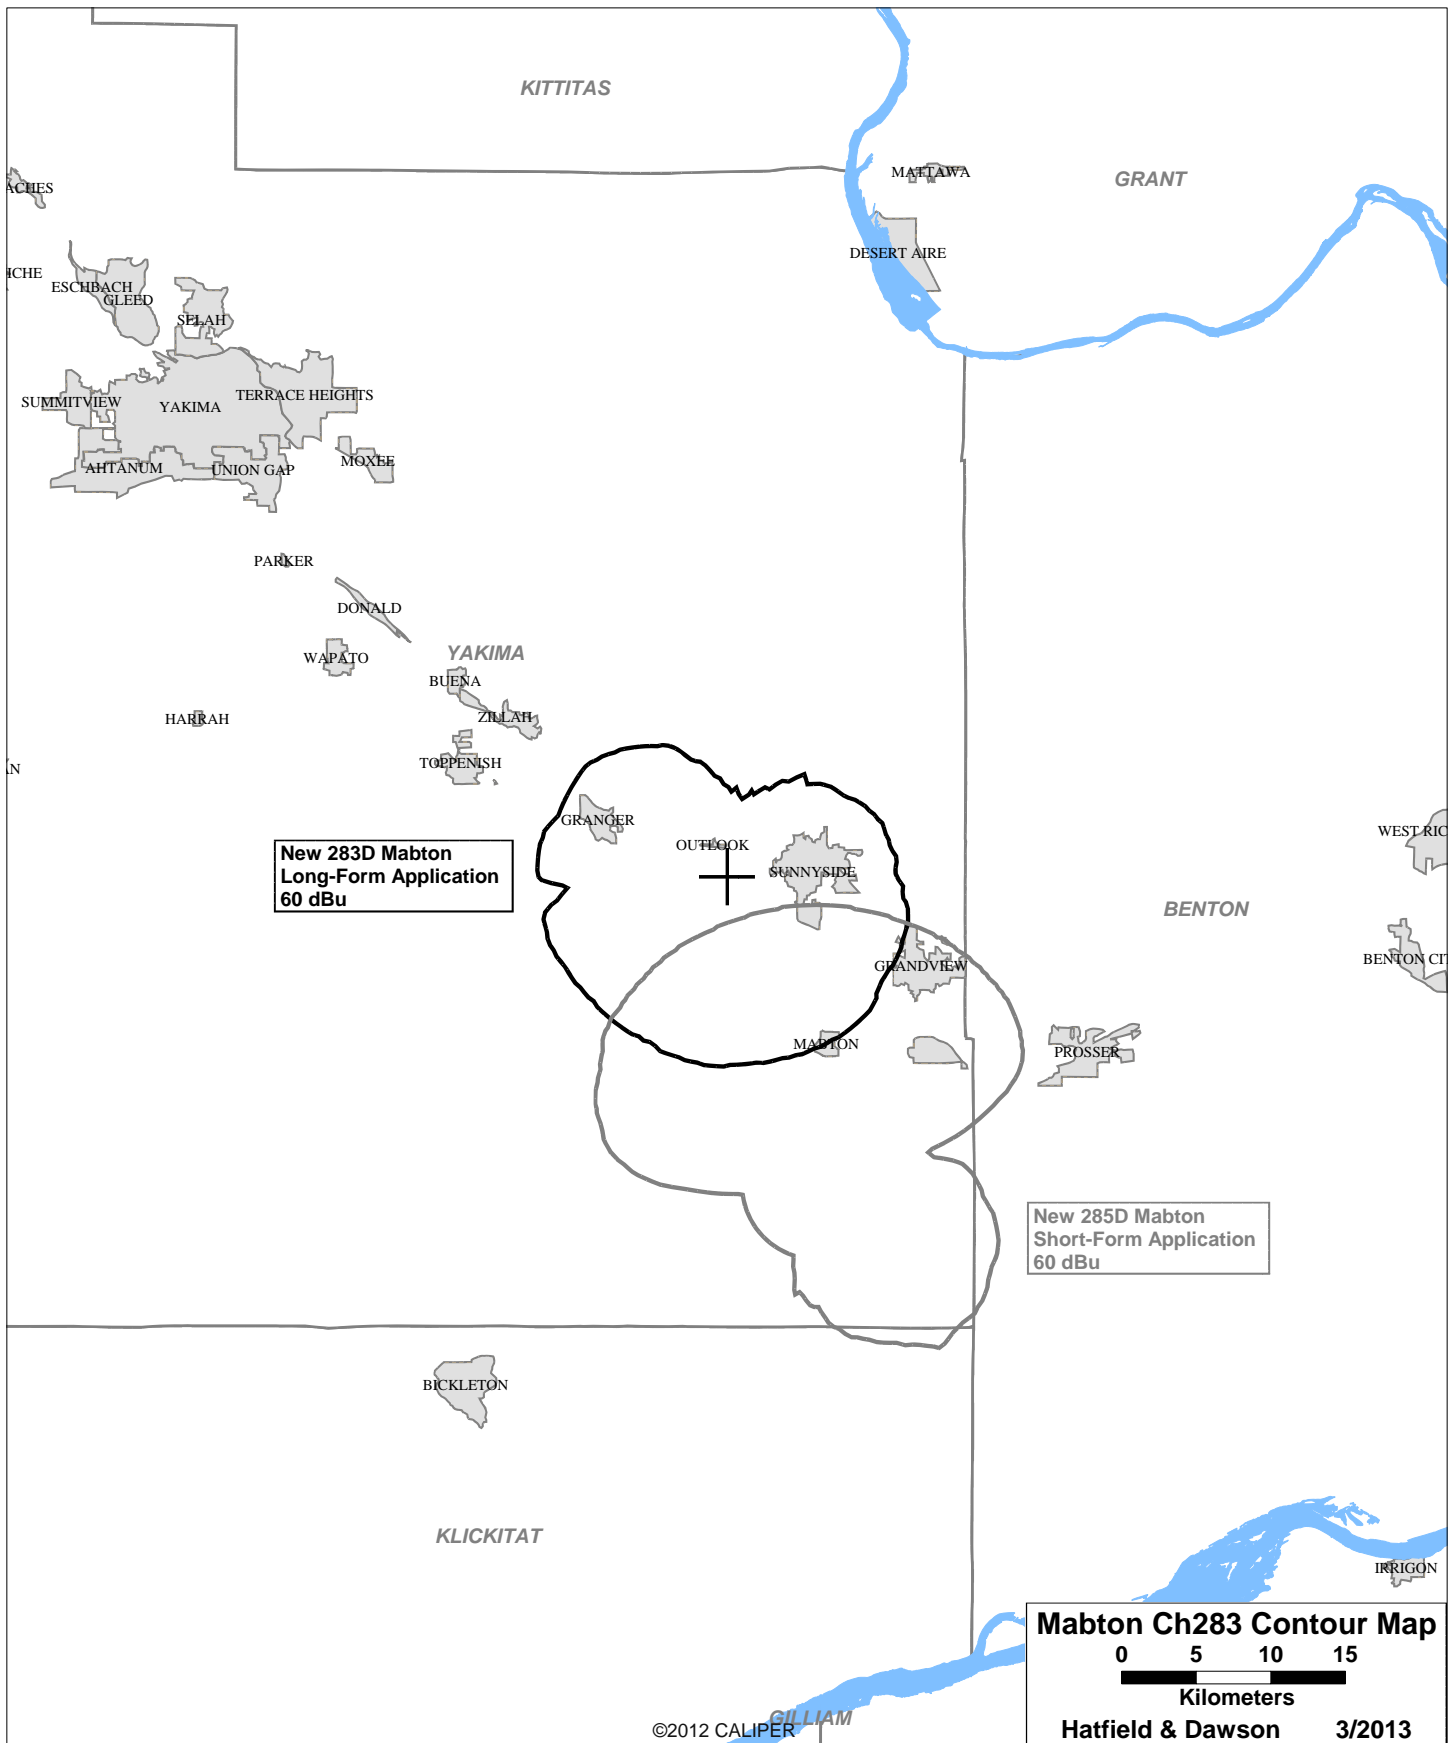 KITTITAS
MATTAWA
GRANT
ACHES
DESERT AIRE
ICHE
ESCHBACH
GLEED
SELAH
SUMMITVIEW
YAKIMA
TERRACE HEIGHTS
AHTANUM
UNION GAP
MOXEE
PARKER
DONALD
WAPATO
YAKIMA
BUENA
HARRAH
ZILLAH
TOPPENISH
GRANGER
OUTLOOK
SUNNYSIDE
WEST RIC
New 283D Mabton
Long-Form Application
60 dBu
BENTON
GRANDVIEW
BENTON CIT
MABTON
PROSSER
New 285D Mabton
Short-Form Application
60 dBu
BICKLETON
KLICKITAT
IRRIGON
Mabton Ch283 Contour Map
0 5 10 15
Kilometers
Hatfield & Dawson 3/2013
GILLIAM
©2012 CALIPER